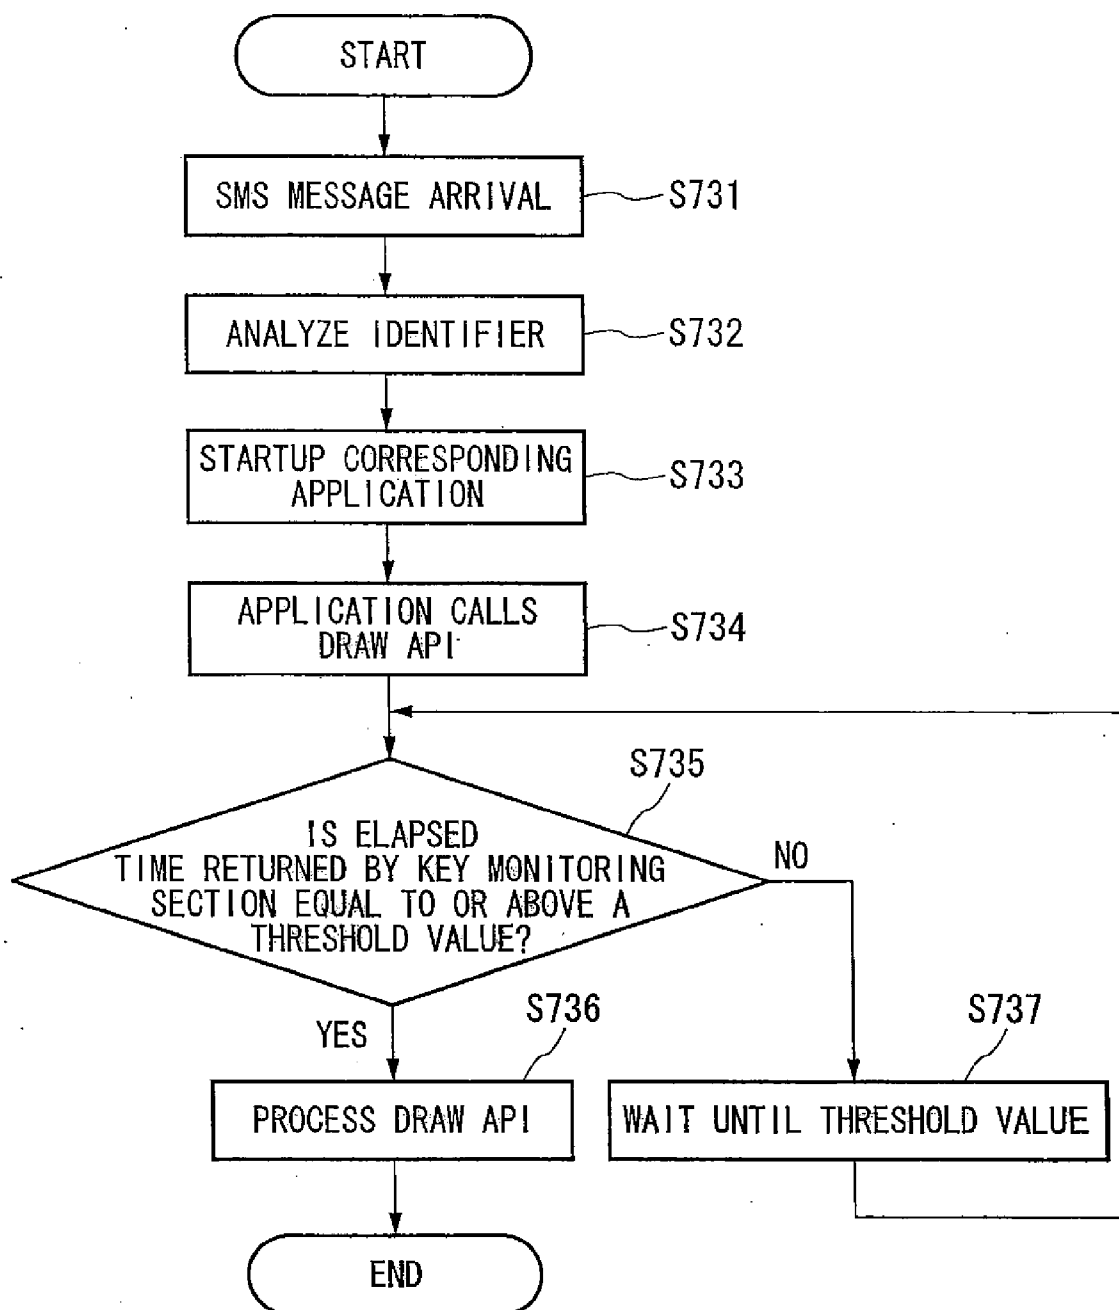 START
SMS MESSAGE ARRIVAL
S731
ANALYZE IDENTIFIER
S732
STARTUP CORRESPONDING
APPLICATION
S733
APPLICATION CALLS
DRAW API
S734
S735
IS ELAPSED
TIME RETURNED BY KEY MONITORING
SECTION EQUAL TO OR ABOVE A
THRESHOLD VALUE?
NO
YES
S736
S737
PROCESS DRAW API
WAIT UNTIL THRESHOLD VALUE
END